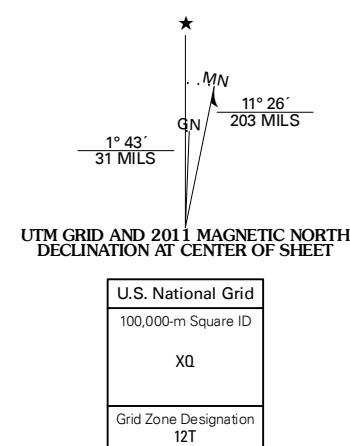 ★
MN
GN
11° 26´
203 MILS
1° 43´
31 MILS
UTM GRID AND 2011 MAGNETIC NORTH
DECLINATION AT CENTER OF SHEET
U.S. National Grid
100,000-m Square ID
XQ
Grid Zone Designation
12T